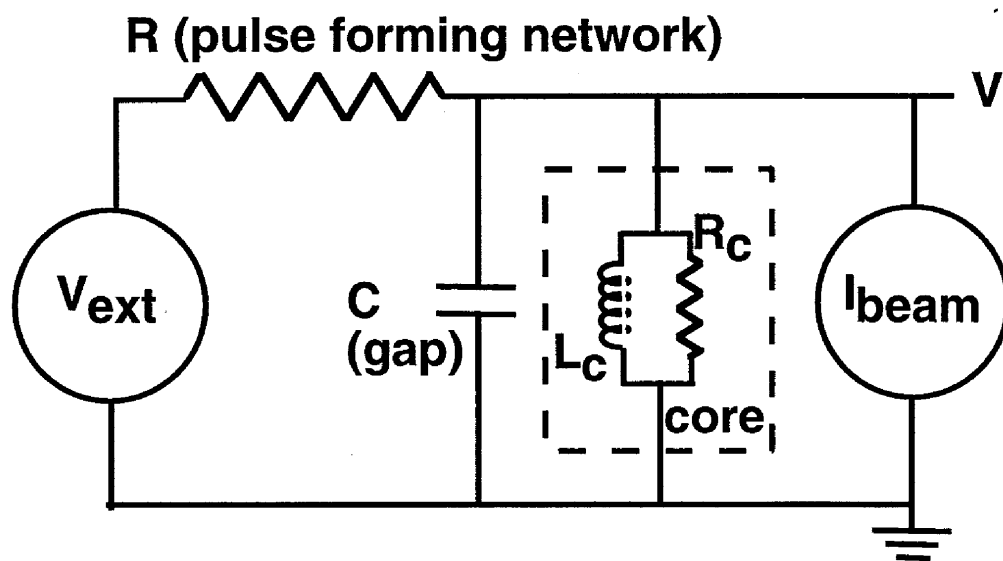 R (pulse forming network)
V
Vext
C
(gap)
Lc
Rc
core
Ibeam